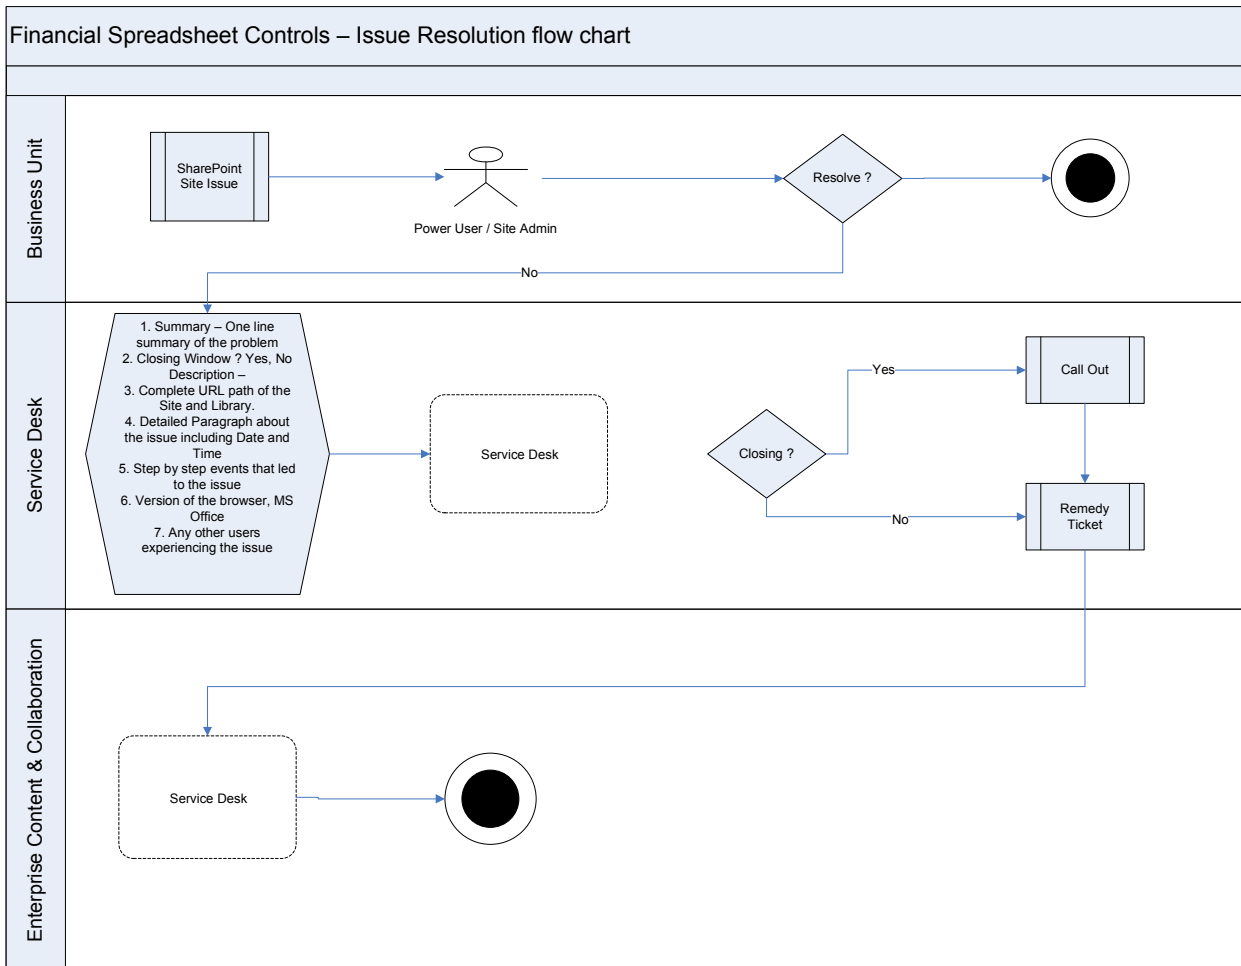 Financial Spreadsheet Controls – Issue Resolution flow chart
Business Unit
SharePoint
Site Issue
Power User / Site Admin
Resolve ?
No
Service Desk
1. Summary – One line
summary of the problem
2. Closing Window ? Yes, No
Description –
3. Complete URL path of the
Site and Library.
4. Detailed Paragraph about
the issue including Date and
Time
5. Step by step events that led
to the issue
6. Version of the browser, MS
Office
7. Any other users
experiencing the issue
Service Desk
Closing ?
Yes
Call Out
No
Remedy
Ticket
Enterprise Content & Collaboration
Service Desk